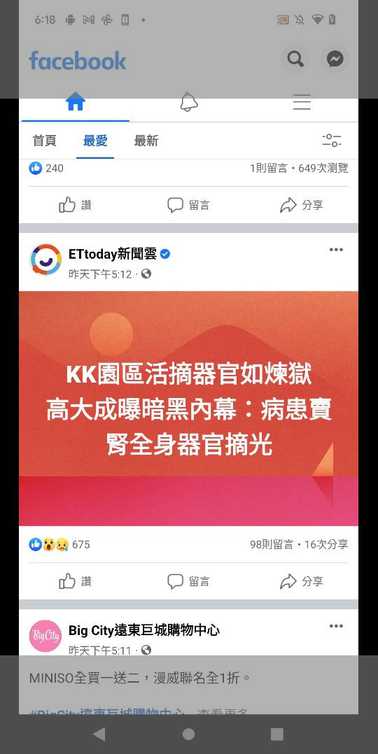 6:18
facebook
首頁 最愛 最新
240 1則留言・649次瀏覽
讚 留言 分享
ETtoday新聞雲
昨天下午5:12 ·
KK園區活摘器官如煉獄
高大成曝暗黑內幕：病患賣
腎全身器官摘光
675 98則留言・16次分享
讚 留言 分享
BigCity
Big City遠東巨城購物中心
昨天下午5:11 ·
MINISO全買一送二，漫威聯名全1折。
#BigCity遠東巨城購物中心 查看更多